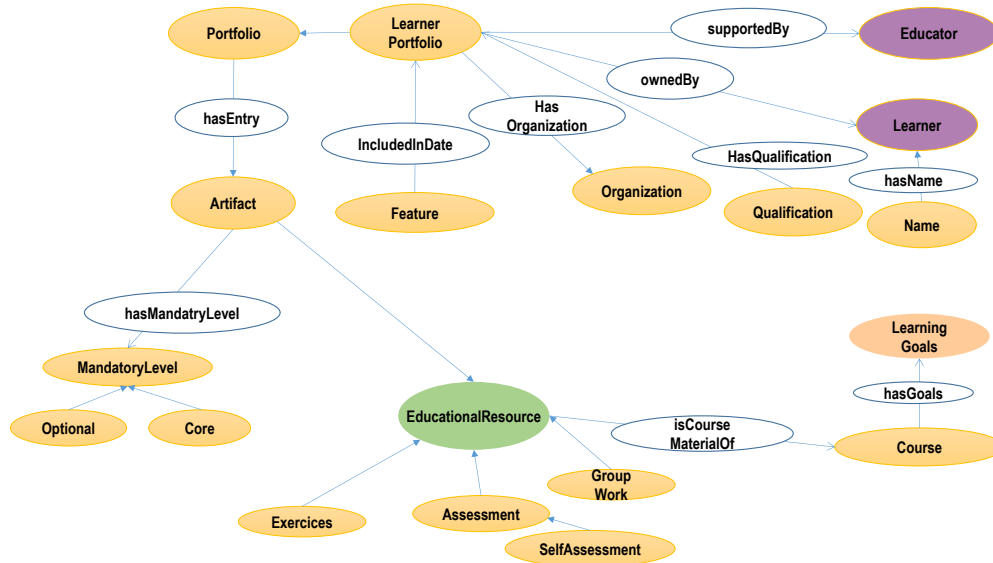 Portfolio
Learner
Portfolio
supportedBy
Educator
ownedBy
hasEntry
Has
Organization
Learner
IncludedInDate
HasQualification
hasName
Artifact
Feature
Organization
Qualification
Name
hasMandatryLevel
Learning
Goals
MandatoryLevel
hasGoals
Optional
Core
EducationalResource
isCourse
MaterialOf
Course
Group
Work
Exercices
Assessment
SelfAssessment